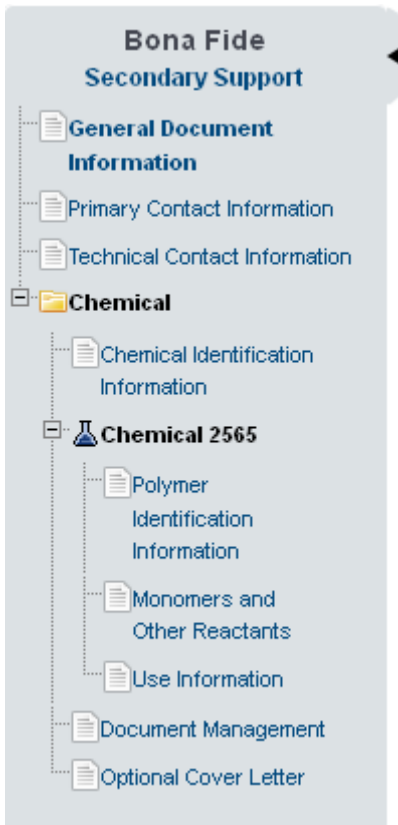 Bona Fide
Secondary Support
General Document
Information
Primary Contact Information
Technical Contact Information
Chemical
Chemical Identification
Information
Chemical 2565
Polymer
Identification
Information
Monomers and
Other Reactants
Use Information
Document Management
Optional Cover Letter